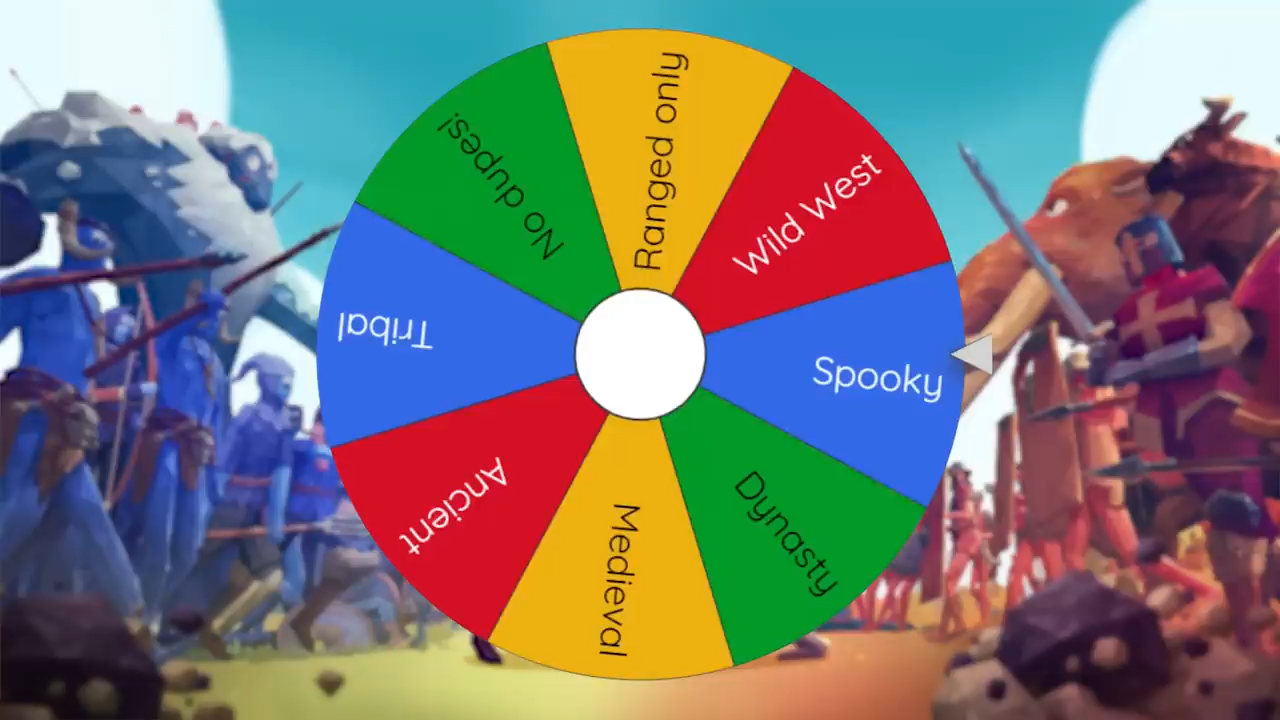 Ranged only
Wild West
Spooky
Dynasty
Medieval
Ancient
Tribal
No dupes!